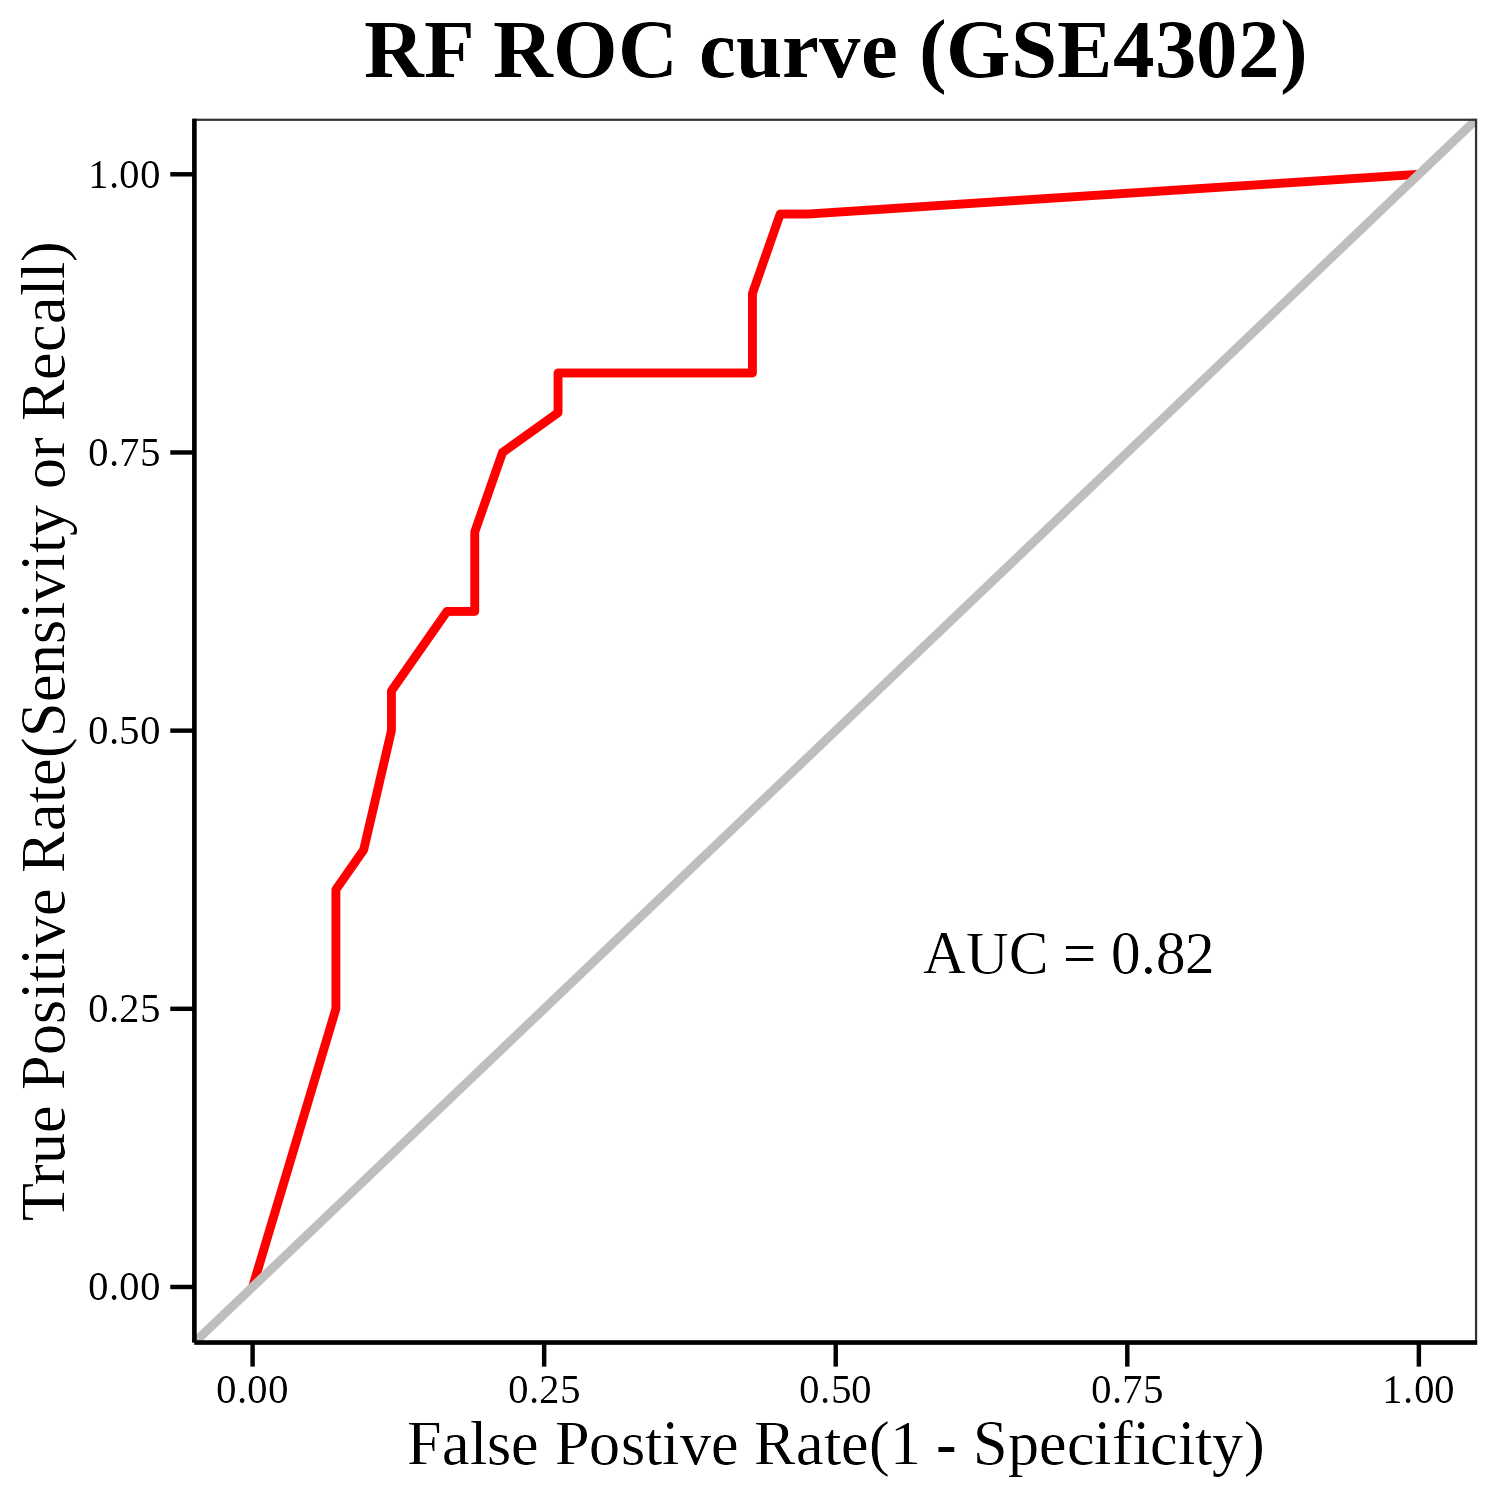 RF ROC curve (GSE4302)
True Positive Rate(Sensitivity or Recall)
1.00
0.75
0.50
0.25
0.00
AUC = 0.82
0.00 0.25 0.50 0.75 1.00
False Postive Rate(1 - Specificity)